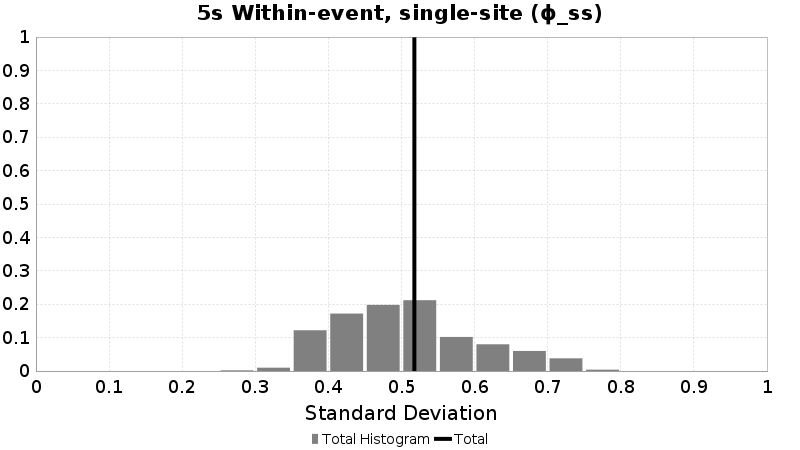 5s Within-event, single-site (ϕ_ss)
1
0.9
0.8
0.7
0.6
0.5
0.4
0.3
0.2
0.1
0
0 0.1 0.2 0.3 0.4 0.5 0.6 0.7 0.8 0.9 1
Standard Deviation
Total Histogram Total